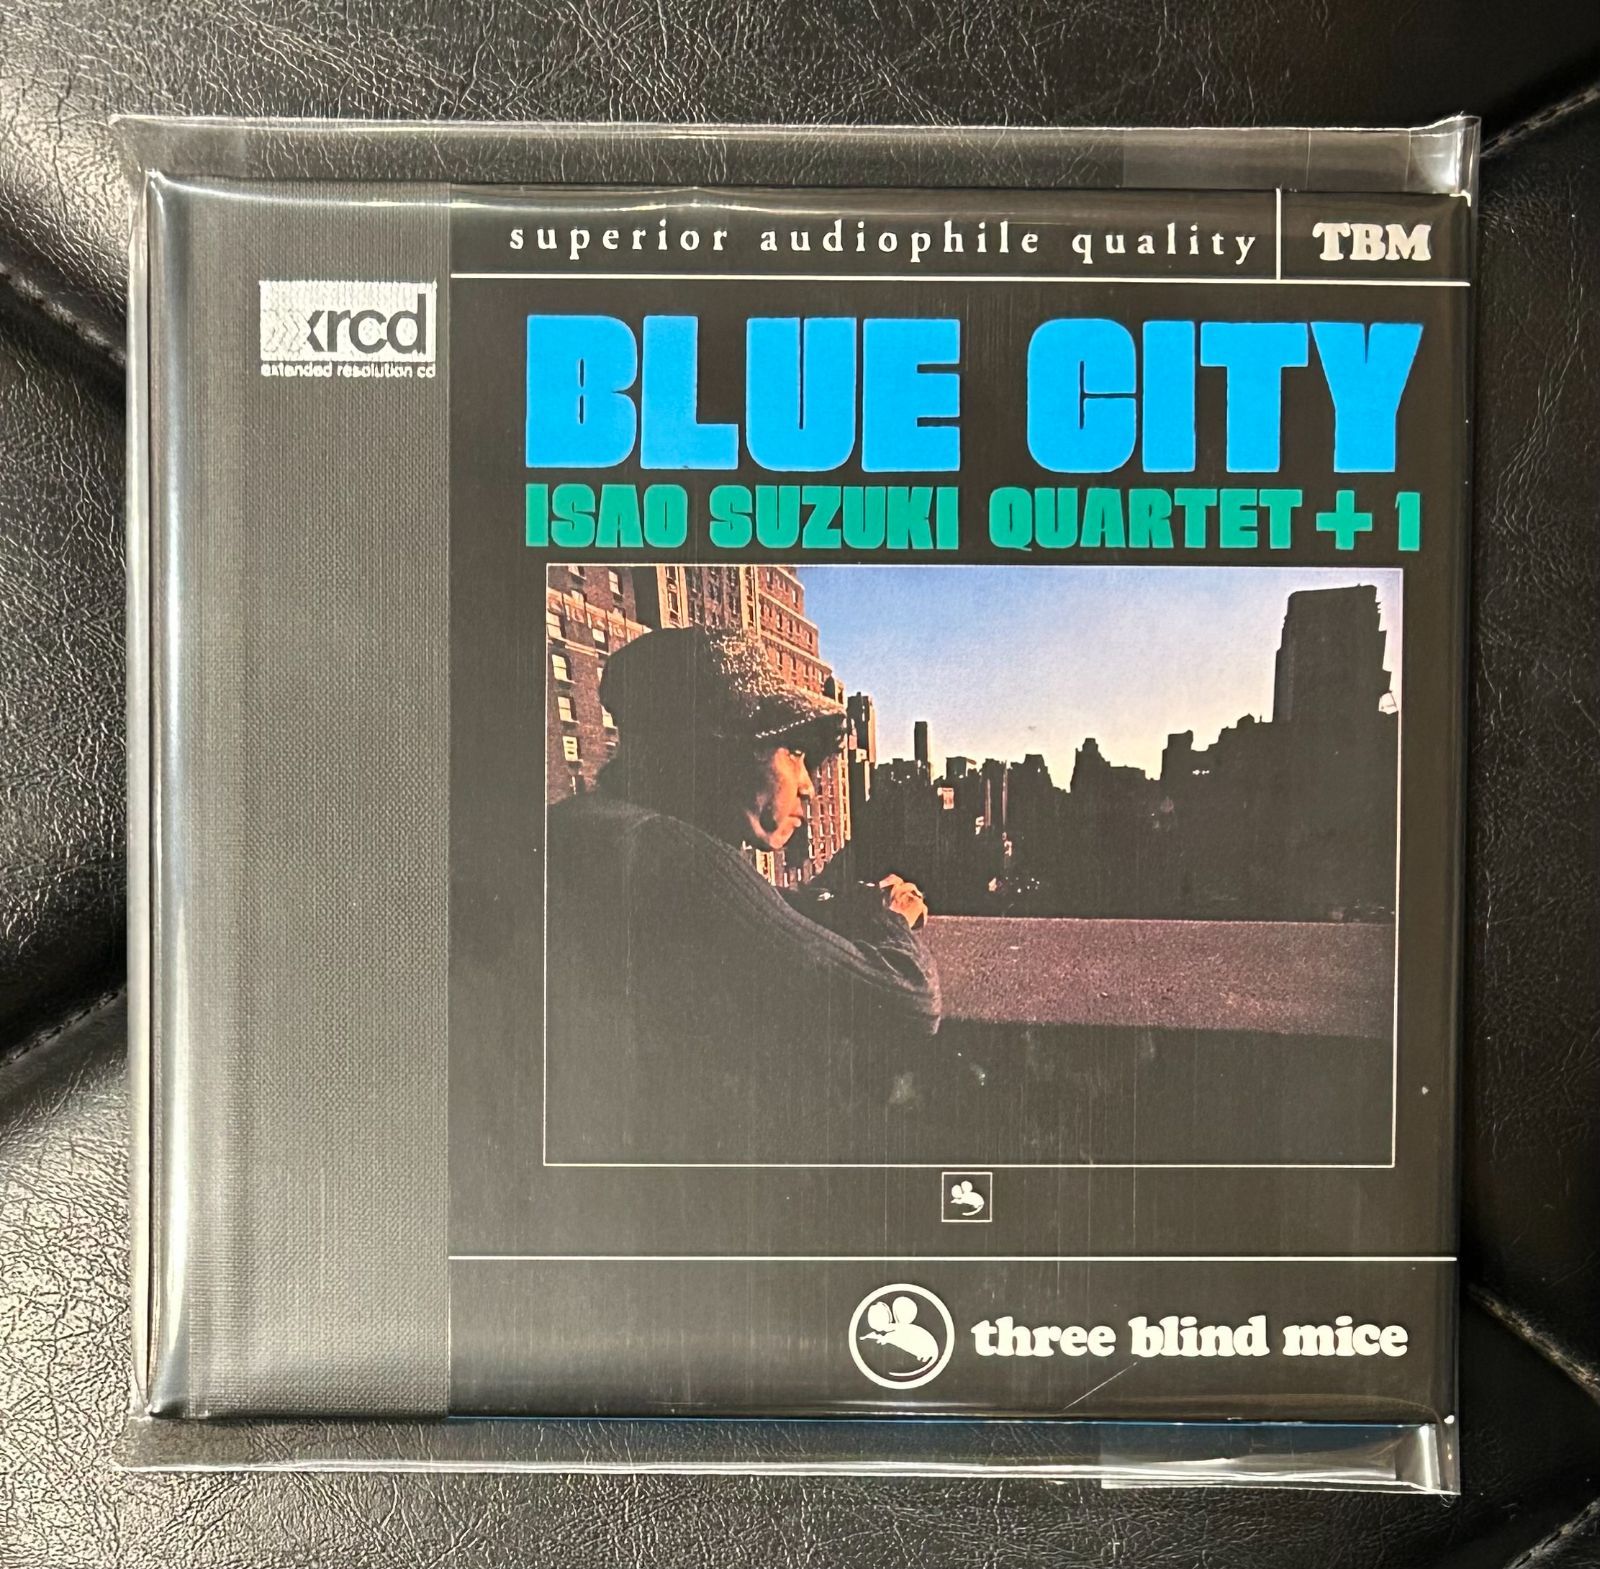 superior audiophile quality
TBM
xrcd
extended resolution cd
BLUE CITY
ISAO SUZUKI QUARTET + 1
three blind mice